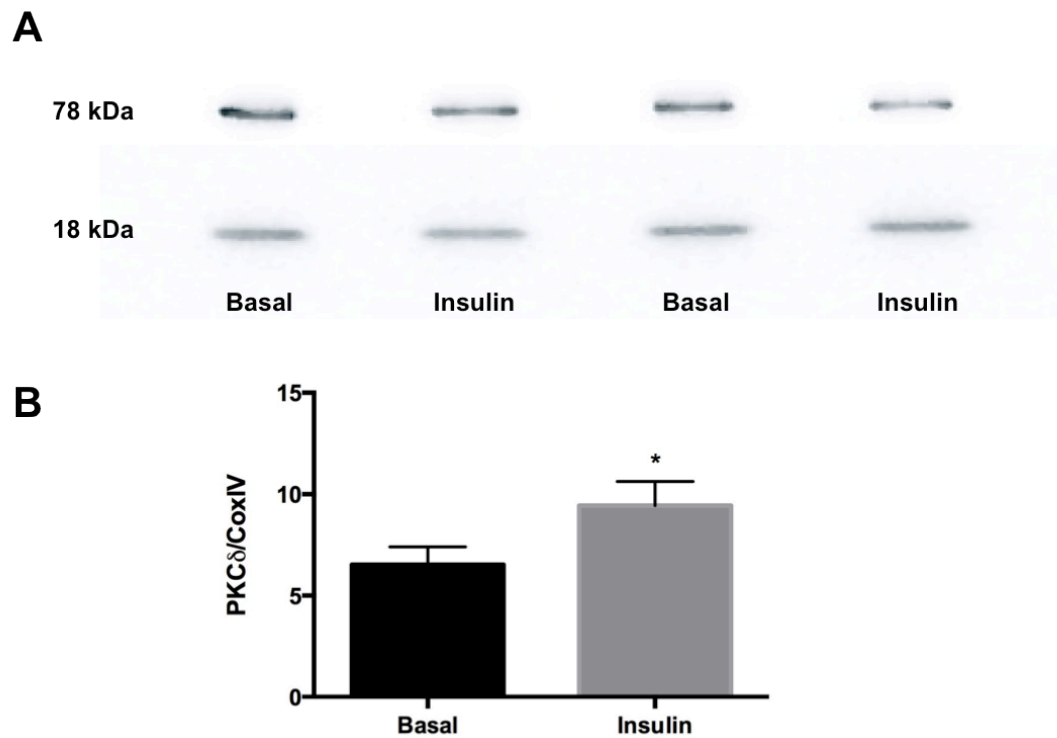 A
78 kDa
18 kDa
Basal Insulin Basal Insulin
B
15
10
5
0
PKCδ/CoxIV
*
Basal Insulin